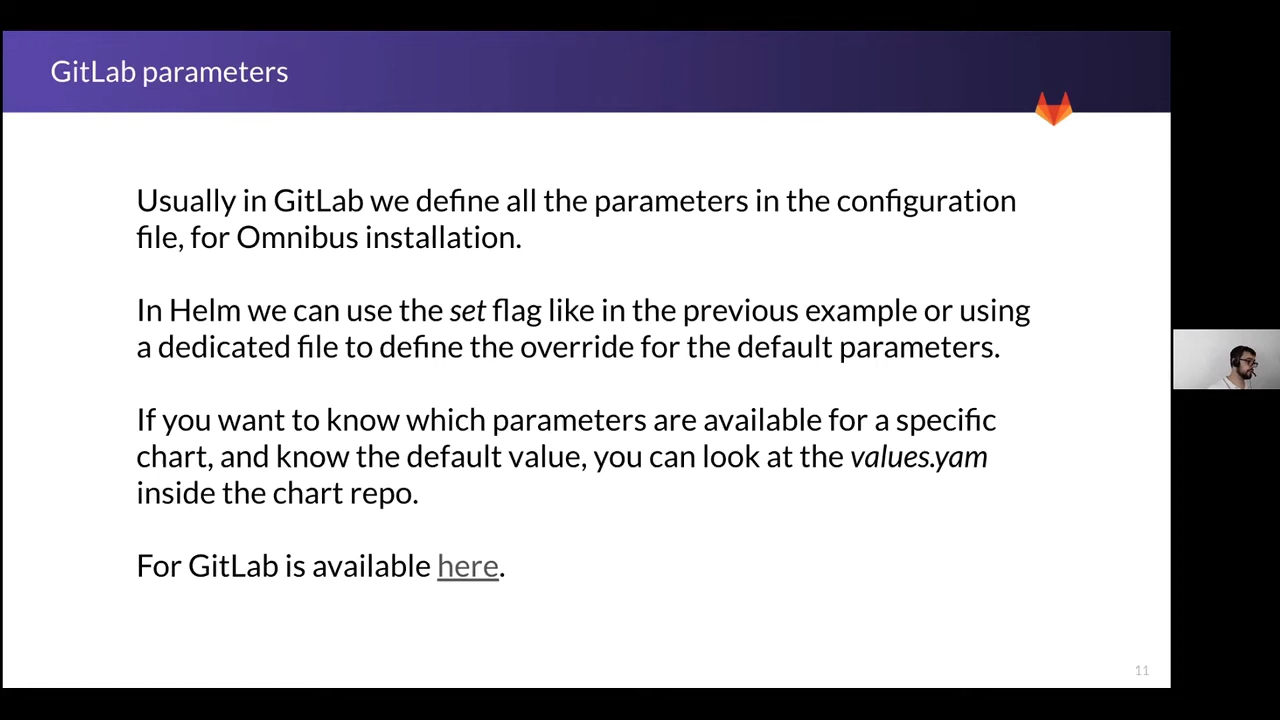 GitLab parameters
Usually in GitLab we define all the parameters in the configuration
file, for Omnibus installation.
In Helm we can use the set flag like in the previous example or using
a dedicated file to define the override for the default parameters.
If you want to know which parameters are available for a specific
chart, and know the default value, you can look at the values.yam
inside the chart repo.
For GitLab is available here.
11